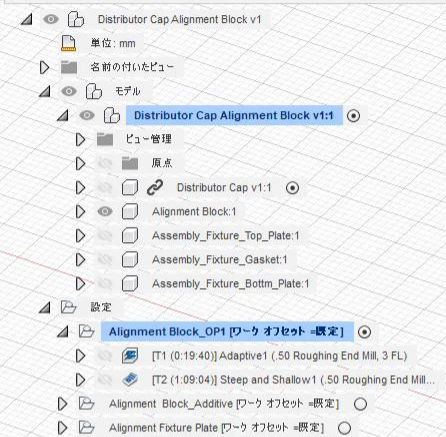 Distributor Cap Alignment Block v1
単位: mm
名前の付いたビュー
モデル
Distributor Cap Alignment Block v1:1
ビュー管理
原点
Distributor Cap v1:1
Alignment Block:1
Assembly_Fixture_Top_Plate:1
Assembly_Fixture_Gasket:1
Assembly_Fixture_Bottm_Plate:1
設定
Alignment Block_OP1 [ワーク オフセット =既定]
[T1 (0:19:40)] Adaptive1 (.50 Roughing End Mill, 3 FL)
[T2 (1:09:04)] Steep and Shallow1 (.50 Roughing End Mill...
Alignment Block_Additive [ワーク オフセット =既定]
Alignment Fixture Plate [ワーク オフセット =既定]